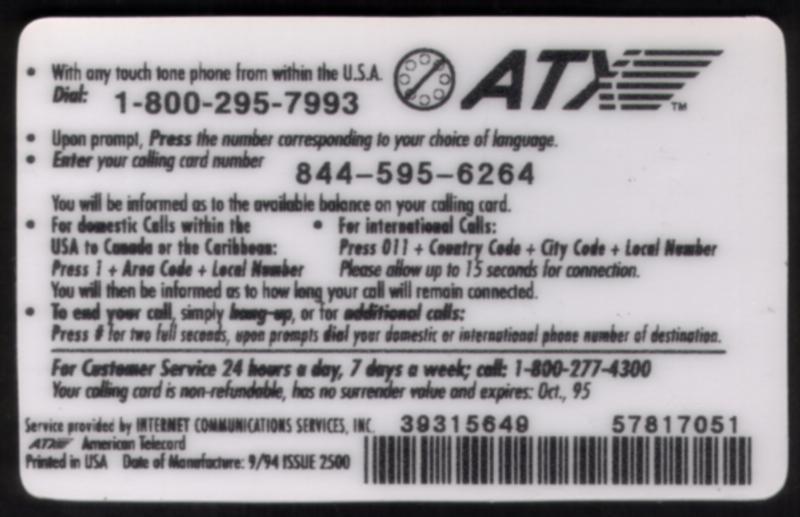 • With any touch tone phone from within the U.S.A.
Dial: 1-800-295-7993
ATX™
• Upon prompt, Press the number corresponding to your choice of language.
• Enter your calling card number 844-595-6264
You will be informed as to the available balance on your calling card.
• For domestic Calls within the
USA to Canada or the Caribbean:
Press 1 + Area Code + Local Number
• For international Calls:
Press 011 + Country Code + City Code + Local Number
Please allow up to 15 seconds for connection.
You will then be informed as to how long your call will remain connected.
• To end your call, simply hang-up, or for additional calls:
Press # for two full seconds, upon prompts dial your domestic or international phone number of destination.
For Customer Service 24 hours a day, 7 days a week; call: 1-800-277-4300
Your calling card is non-refundable, has no surrender value and expires: Oct., 95
Service provided by INTERNET COMMUNICATIONS SERVICES, INC.
ATX American Telecard
Printed in USA Date of Manufacture: 9/94 ISSUE 2500
39315649 57817051